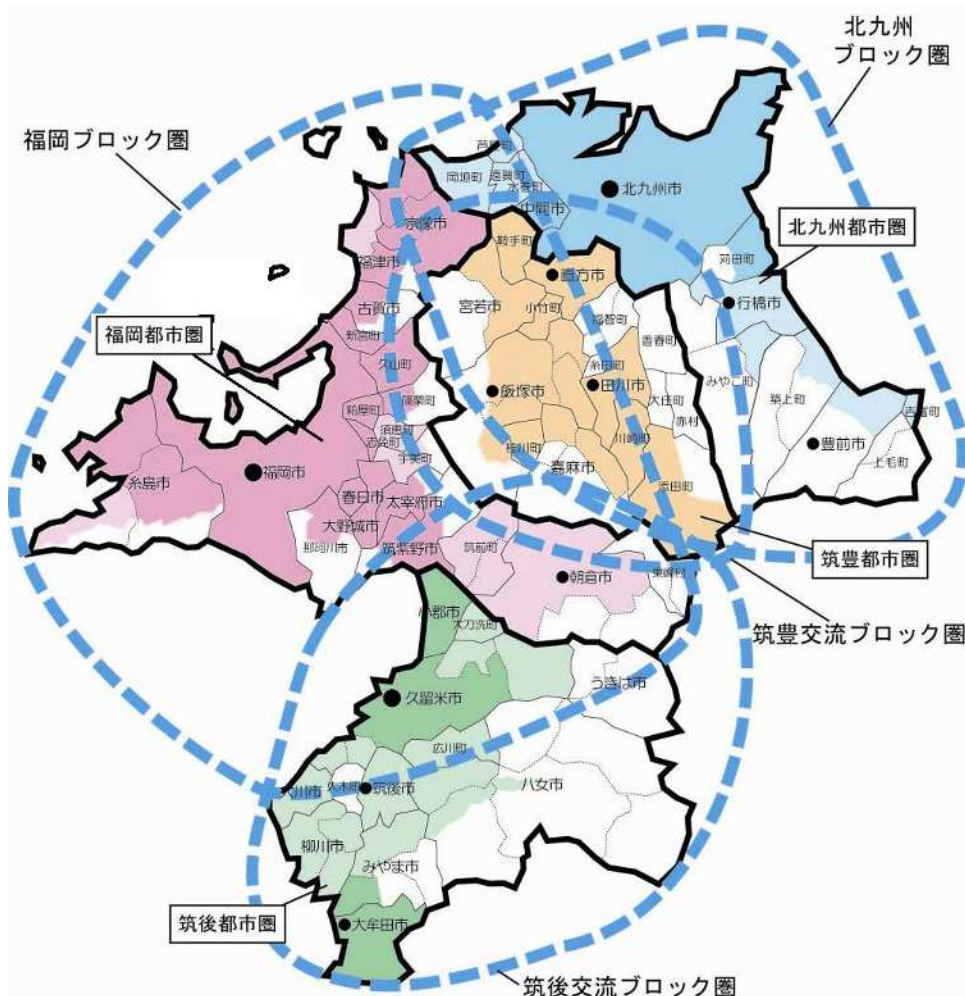 北九州
ブロック圏
福岡ブロック圏
芦屋町
岡垣町
遠賀町
水巻町
北九州市
中間市
宗像市
北九州都市圏
鞍手町
苅田町
福津市
直方市
行橋市
宮若市
小竹町
古賀市
福智町
新宮町
香春町
福岡都市圏
久山町
糸田町
みやこ町
飯塚市
田川市
築上町
篠栗町
大任町
粕屋町
吉富町
須恵町
赤村
志免町
川崎町
豊前市
宇美町
桂川町
上毛町
嘉麻市
福岡市
糸島市
添田町
春日市
太宰府市
大野城市
那珂川市
筑紫野市
筑前町
筑豊都市圏
朝倉市
東峰村
小郡市
大刀洗町
筑豊交流ブロック圏
うきは市
久留米市
広川町
大川市
大木町
筑後市
八女市
柳川市
みやま市
筑後都市圏
大牟田市
筑後交流ブロック圏